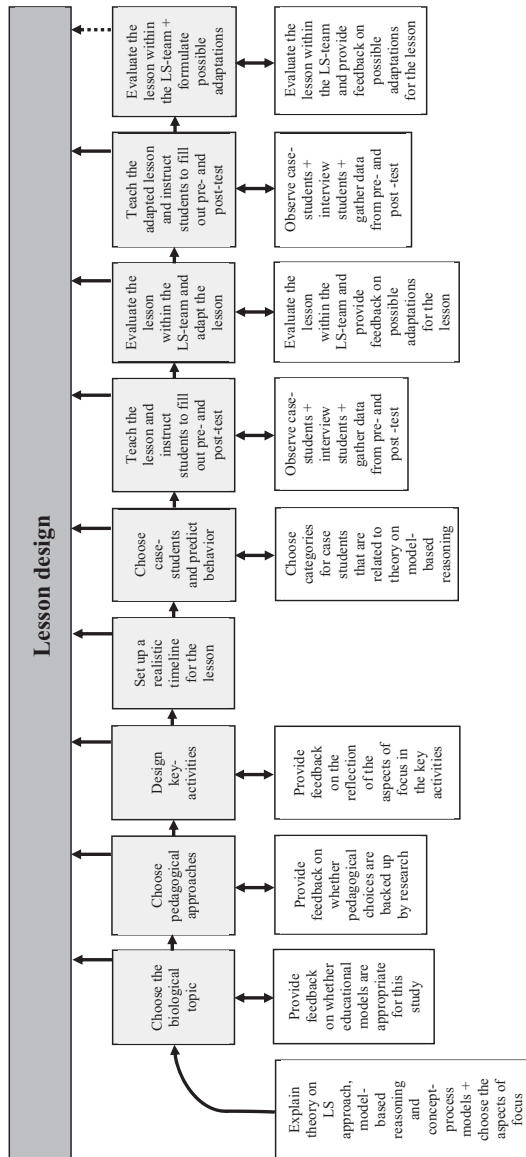 Lesson design
Choose the
biological
topic
Choose
pedagogical
approaches
Design
key-
activities
Set up a
realistic
timeline
for the
lesson
Choose
case-
students
and predict
behavior
Teach the
lesson and
instruct
students to fill
out pre- and
post-test
Evaluate the
lesson
within the
LS-team and
adapt the
lesson
Teach the
adapted lesson
and instruct
students to fill
out pre- and
post-test
Evaluate the
lesson within
the LS-team +
formulate
possible
adaptations
Explain
theory on
LS
approach,
model-
based
reasoning
and
concept-
process
models +
choose the
aspects of
focus
Provide
feedback
on whether
educational
models are
appropriate
for this
study
Provide
feedback on
whether
pedagogical
choices are
backed up
by research
Provide
feedback
on the
reflection
of the
aspects of
focus in
the key
activities
Choose
categories
for case
students
that are
related to
theory on
model-
based
reasoning
Observe case-
students +
interview
students +
gather data
from pre- and
post -test
Evaluate the
lesson
within the
LS-team and
provide
feedback on
possible
adaptations
for the
lesson
Observe case-
students +
interview
students +
gather data
from pre- and
post -test
Evaluate the
lesson within
the LS-team
and provide
feedback on
possible
adaptations
for the lesson